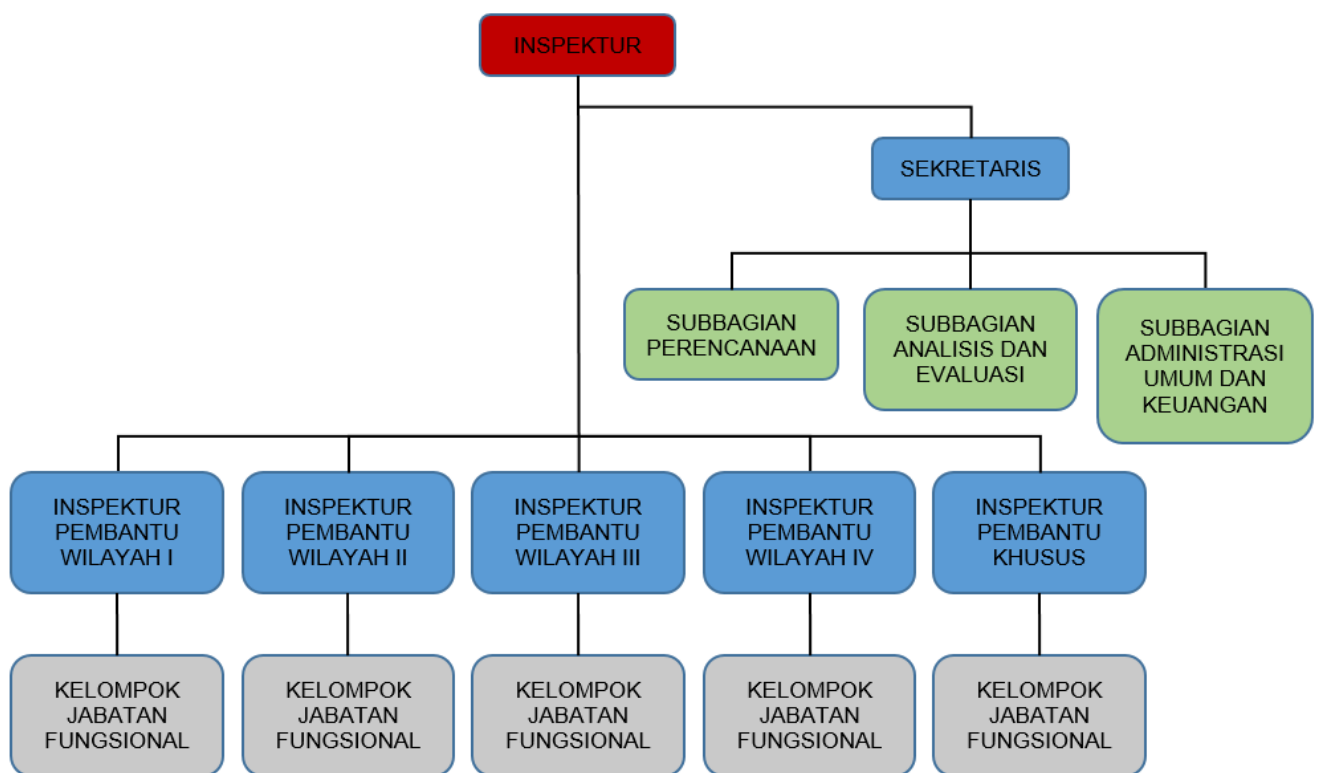 INSPEKTUR
SEKRETARIS
SUBBAGIAN
PERENCANAAN
SUBBAGIAN
ANALISIS DAN
EVALUASI
SUBBAGIAN
ADMINISTRASI
UMUM DAN
KEUANGAN
INSPEKTUR
PEMBANTU
WILAYAH I
INSPEKTUR
PEMBANTU
WILAYAH II
INSPEKTUR
PEMBANTU
WILAYAH III
INSPEKTUR
PEMBANTU
WILAYAH IV
INSPEKTUR
PEMBANTU
KHUSUS
KELOMPOK
JABATAN
FUNGSIONAL
KELOMPOK
JABATAN
FUNGSIONAL
KELOMPOK
JABATAN
FUNGSIONAL
KELOMPOK
JABATAN
FUNGSIONAL
KELOMPOK
JABATAN
FUNGSIONAL